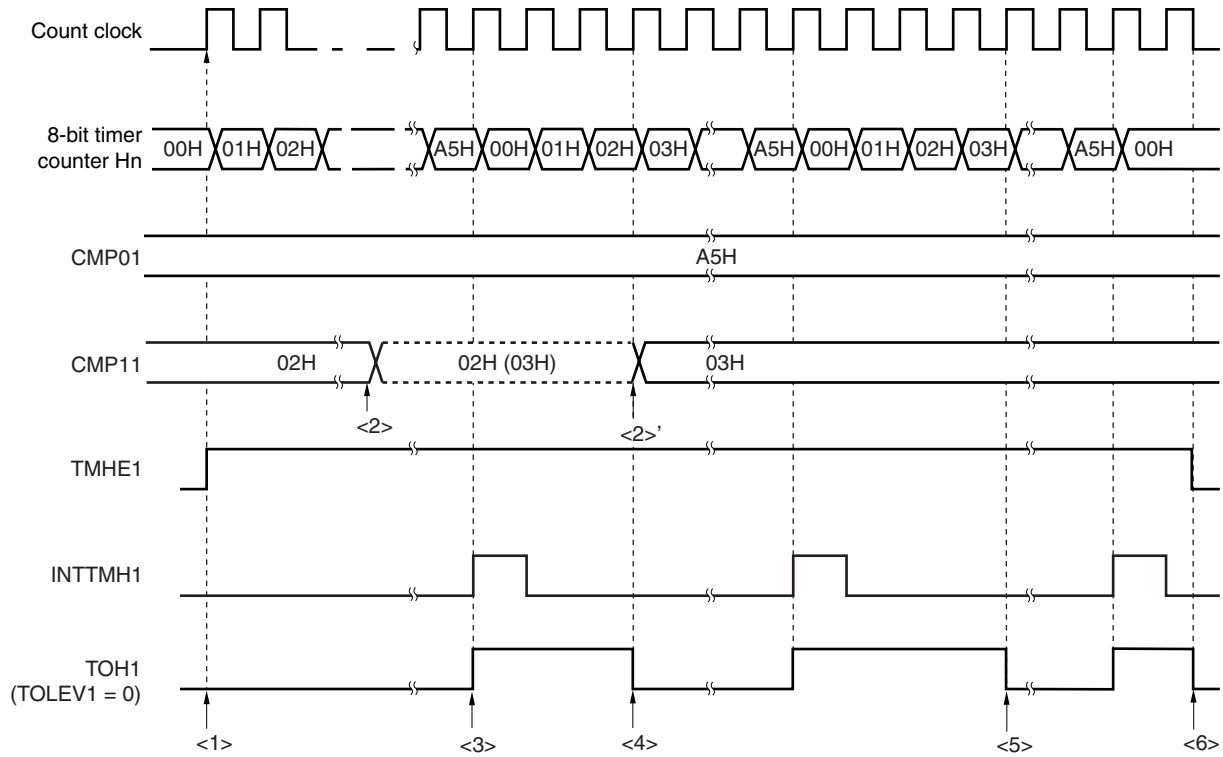 Count clock
8-bit timer
counter Hn
00H 01H 02H A5H 00H 01H 02H 03H A5H 00H 01H 02H 03H A5H 00H
CMP01
A5H
CMP11
02H 02H (03H) 03H
<2> <2>’
TMHE1
INTTMH1
TOH1
(TOLEV1 = 0)
<1> <3> <4> <5> <6>